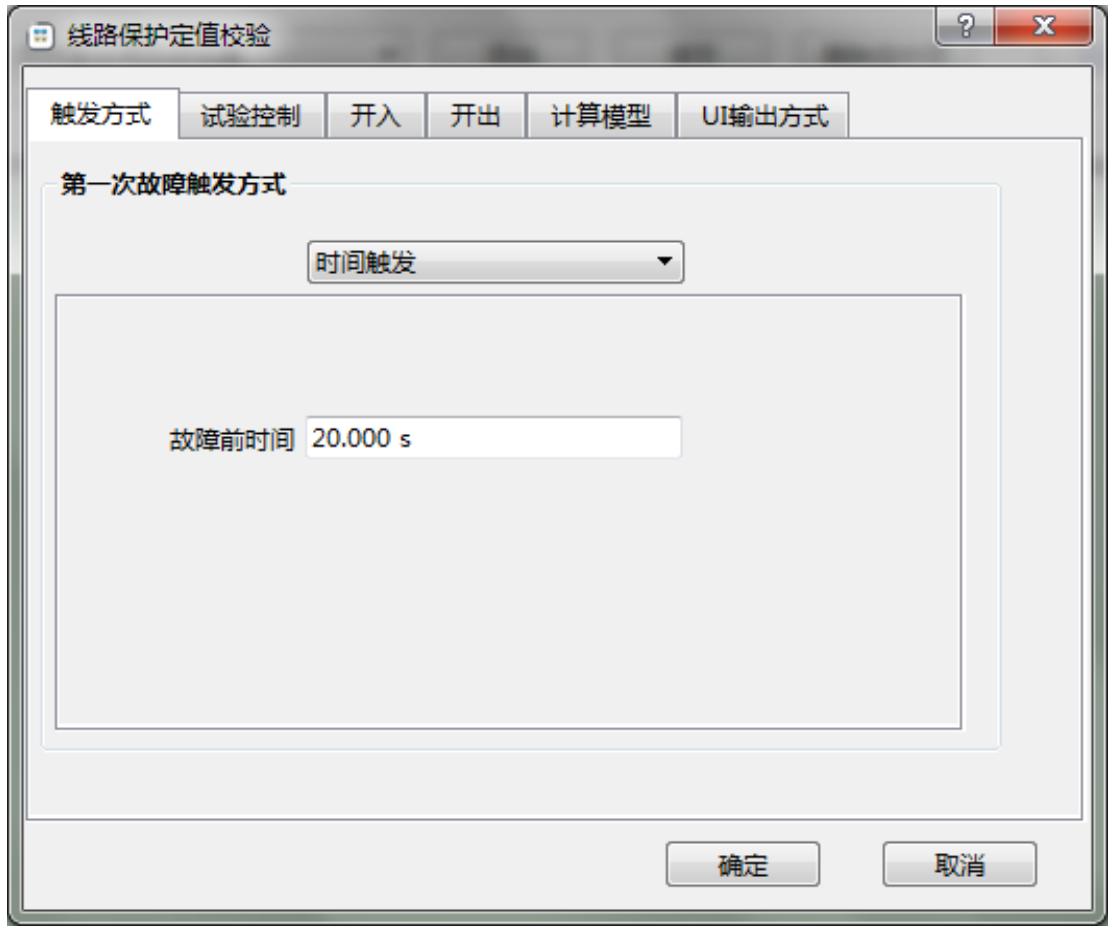 线路保护定值校验
触发方式 试验控制 开入 开出 计算模型 UI输出方式
第一次故障触发方式
时间触发
故障前时间 20.000 s
确定 取消